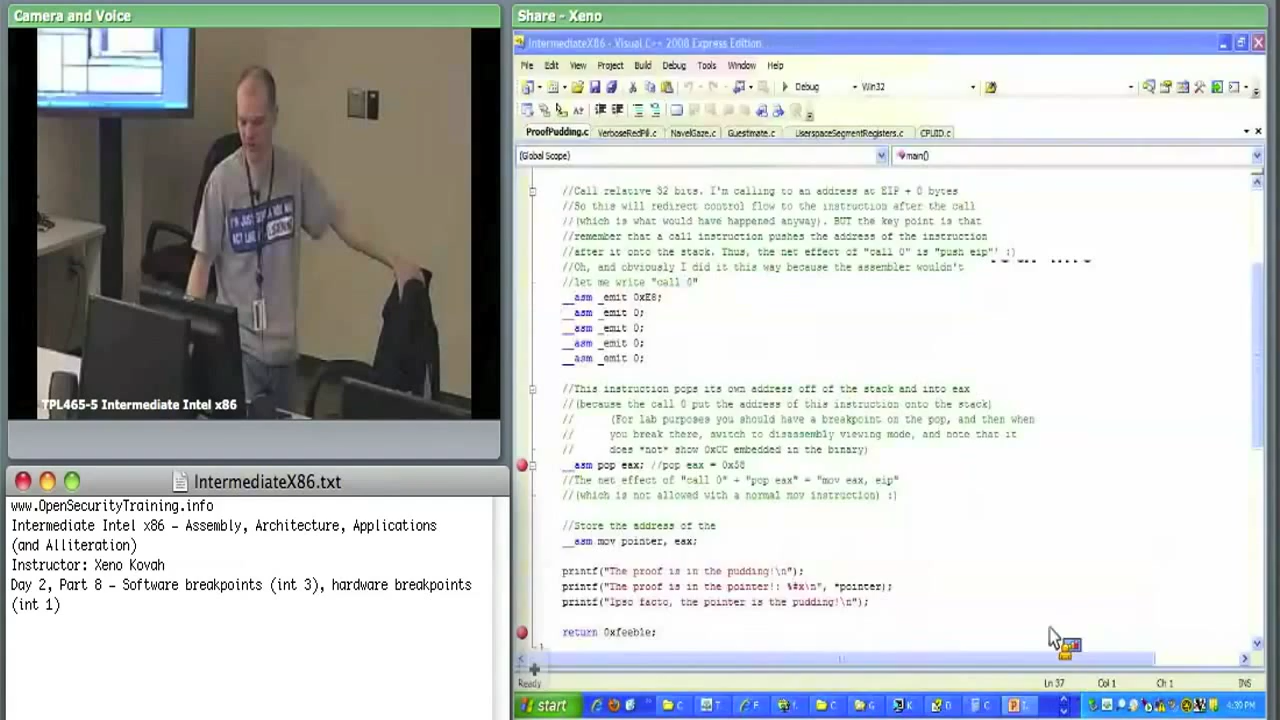 Camera and Voice
TPL465-5 Intermediate Intel x86
IntermediateX86.txt
www.OpenSecurityTraining.info
Intermediate Intel x86 – Assembly, Architecture, Applications
(and Alliteration)
Instructor: Xeno Kovah
Day 2, Part 8 – Software breakpoints (int 3), hardware breakpoints
(int 1)
Share - Xeno
IntermediateX86 - Visual C++ 2008 Express Edition
File Edit View Project Build Debug Tools Window Help
Debug Win32
ProofPudding.c VerboseRedPill.c NavelGaze.c Guestimate.c UserspaceSegmentRegisters.c CPUID.c
(Global Scope) main()
//Call relative 32 bits. I'm calling to an address at EIP + 0 bytes
//So this will redirect control flow to the instruction after the call
//(which is what would have happened anyway). BUT the key point is that
//remember that a call instruction pushes the address of the instruction
//after it onto the stack. Thus, the net effect of "call 0" is "push eip"' :)
//Oh, and obviously I did it this way because the assembler wouldn't
//let me write "call 0"
__asm _emit 0xE8;
__asm _emit 0;
__asm _emit 0;
__asm _emit 0;
__asm _emit 0;
//This instruction pops its own address off of the stack and into eax
//(because the call 0 put the address of this instruction onto the stack)
// (For lab purposes you should have a breakpoint on the pop, and then when
// you break there, switch to disassembly viewing mode, and note that it
// does *not* show 0xCC embedded in the binary)
__asm pop eax; //pop eax = 0x58
//The net effect of "call 0" + "pop eax" = "mov eax, eip"
//(which is not allowed with a normal mov instruction) :)
//Store the address of the
__asm mov pointer, eax;
printf("The proof is in the pudding!\n");
printf("The proof is in the pointer!: %#x\n", *pointer);
printf("Ipso facto, the pointer is the pudding!\n");
return 0xfeeb1e;
Ready Ln 37 Col 1 Ch 1 INS
start 4:39 PM